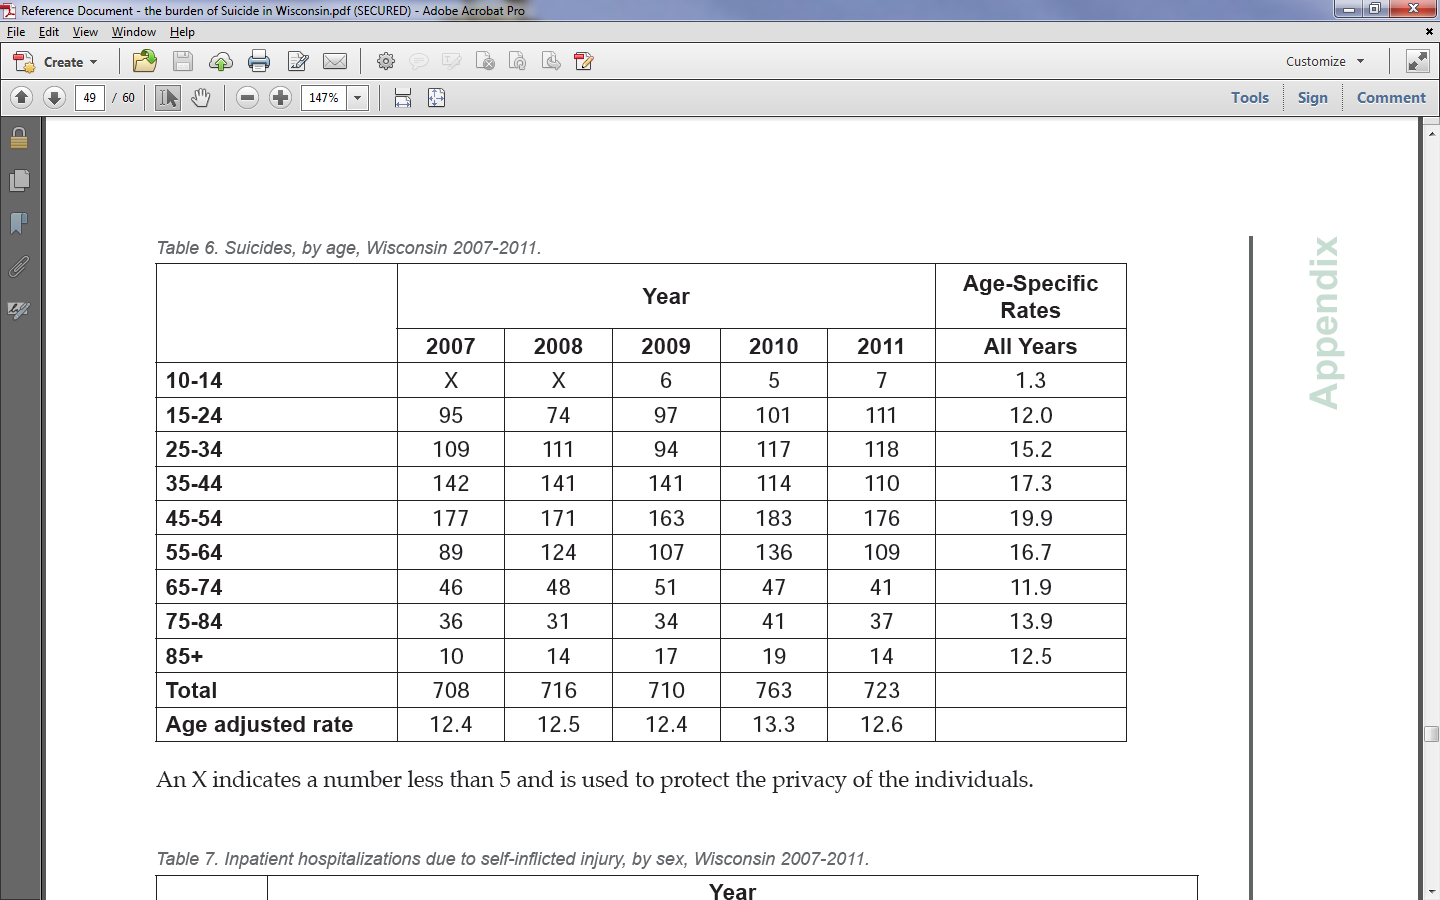 Reference Document - the burden of Suicide in Wisconsin.pdf (SECURED) - Adobe Acrobat Pro
File Edit View Window Help
Create Customize
49 / 60 147% Tools Sign Comment
Appendix
Table 6. Suicides, by age, Wisconsin 2007-2011.
Year Age-Specific Rates
2007 2008 2009 2010 2011 All Years
10-14 X X 6 5 7 1.3
15-24 95 74 97 101 111 12.0
25-34 109 111 94 117 118 15.2
35-44 142 141 141 114 110 17.3
45-54 177 171 163 183 176 19.9
55-64 89 124 107 136 109 16.7
65-74 46 48 51 47 41 11.9
75-84 36 31 34 41 37 13.9
85+ 10 14 17 19 14 12.5
Total 708 716 710 763 723
Age adjusted rate 12.4 12.5 12.4 13.3 12.6
An X indicates a number less than 5 and is used to protect the privacy of the individuals.
Table 7. Inpatient hospitalizations due to self-inflicted injury, by sex, Wisconsin 2007-2011.
Year